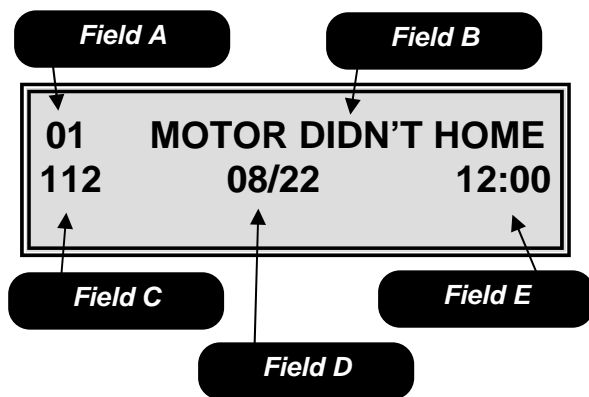 Field A Field B
01 MOTOR DIDN’T HOME
112 08/22 12:00
Field C Field E
Field D